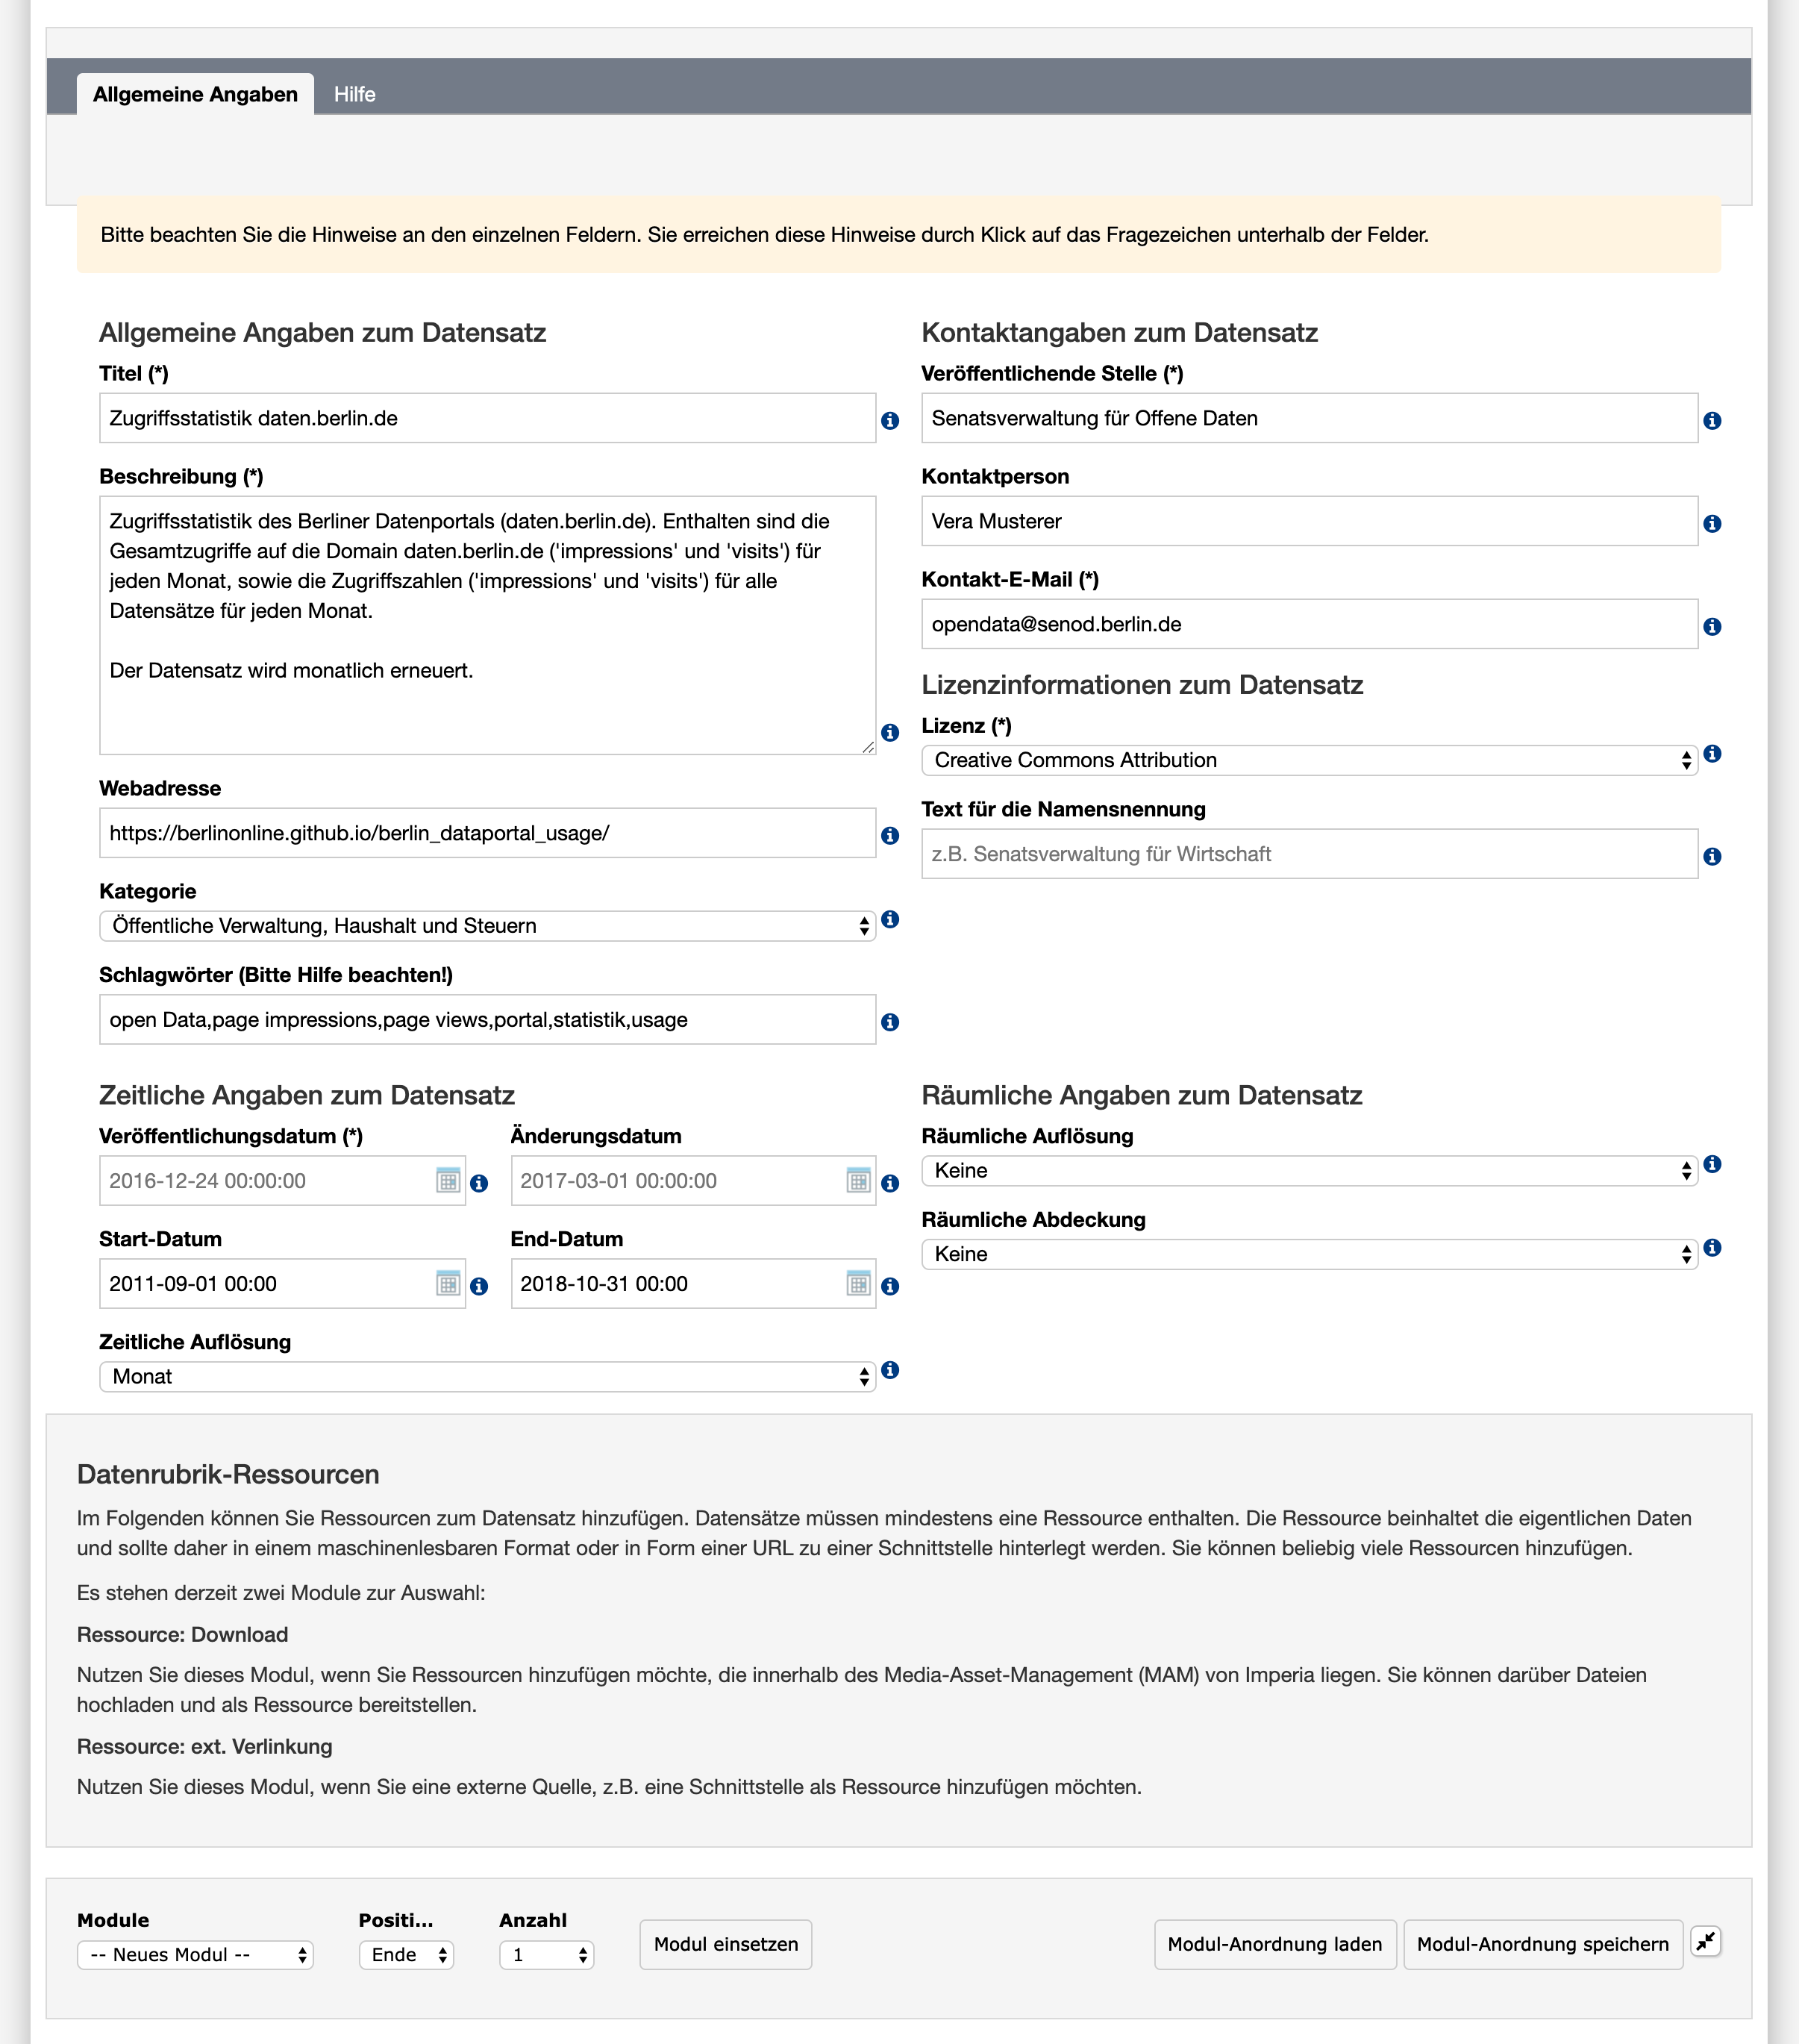 Allgemeine Angaben
Hilfe
Bitte beachten Sie die Hinweise an den einzelnen Feldern. Sie erreichen diese Hinweise durch Klick auf das Fragezeichen unterhalb der Felder.
Allgemeine Angaben zum Datensatz
Titel (*)
Zugriffsstatistik daten.berlin.de
Beschreibung (*)
Zugriffsstatistik des Berliner Datenportals (daten.berlin.de). Enthalten sind die
Gesamtzugriffe auf die Domain daten.berlin.de ('impressions' und 'visits') für
jeden Monat, sowie die Zugriffszahlen ('impressions' und 'visits') für alle
Datensätze für jeden Monat.
Der Datensatz wird monatlich erneuert.
Webadresse
https://berlinonline.github.io/berlin_dataportal_usage/
Kategorie
Öffentliche Verwaltung, Haushalt und Steuern
Schlagwörter (Bitte Hilfe beachten!)
open Data,page impressions,page views,portal,statistik,usage
Kontaktangaben zum Datensatz
Veröffentlichende Stelle (*)
Senatsverwaltung für Offene Daten
Kontaktperson
Vera Musterer
Kontakt-E-Mail (*)
opendata@senod.berlin.de
Lizenzinformationen zum Datensatz
Lizenz (*)
Creative Commons Attribution
Text für die Namensnennung
z.B. Senatsverwaltung für Wirtschaft
Zeitliche Angaben zum Datensatz
Veröffentlichungsdatum (*)
2016-12-24 00:00:00
Änderungsdatum
2017-03-01 00:00:00
Start-Datum
2011-09-01 00:00
End-Datum
2018-10-31 00:00
Zeitliche Auflösung
Monat
Räumliche Angaben zum Datensatz
Räumliche Auflösung
Keine
Räumliche Abdeckung
Keine
Datenrubrik-Ressourcen
Im Folgenden können Sie Ressourcen zum Datensatz hinzufügen. Datensätze müssen mindestens eine Ressource enthalten. Die Ressource beinhaltet die eigentlichen Daten
und sollte daher in einem maschinenlesbaren Format oder in Form einer URL zu einer Schnittstelle hinterlegt werden. Sie können beliebig viele Ressourcen hinzufügen.
Es stehen derzeit zwei Module zur Auswahl:
Ressource: Download
Nutzen Sie dieses Modul, wenn Sie Ressourcen hinzufügen möchte, die innerhalb des Media-Asset-Management (MAM) von Imperia liegen. Sie können darüber Dateien
hochladen und als Ressource bereitstellen.
Ressource: ext. Verlinkung
Nutzen Sie dieses Modul, wenn Sie eine externe Quelle, z.B. eine Schnittstelle als Ressource hinzufügen möchten.
Module
-- Neues Modul --
Positi...
Ende
Anzahl
1
Modul einsetzen
Modul-Anordnung laden
Modul-Anordnung speichern